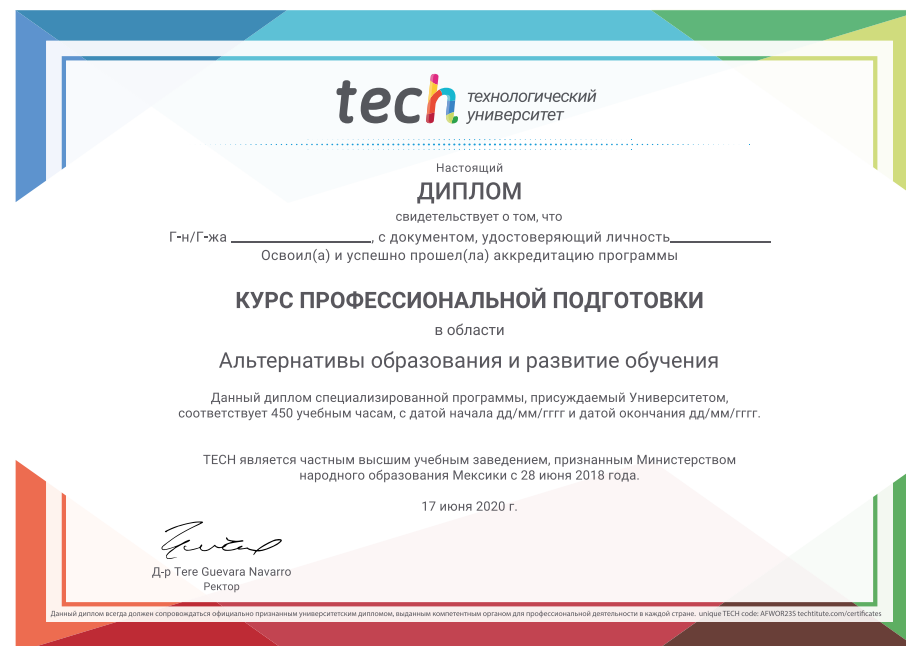 tech технологический
университет
Настоящий
ДИПЛОМ
свидетельствует о том, что
Г-н/Г-жа ____________, с документом, удостоверяющий личность____________
Освоил(а) и успешно прошел(ла) аккредитацию программы
КУРС ПРОФЕССИОНАЛЬНОЙ ПОДГОТОВКИ
в области
Альтернативы образования и развитие обучения
Данный диплом специализированной программы, присуждаемый Университетом,
соответствует 450 учебным часам, с датой начала дд/мм/гггг и датой окончания дд/мм/гггг.
TECH является частным высшим учебным заведением, признанным Министерством
народного образования Мексики с 28 июня 2018 года.
17 июня 2020 г.
Д-р Tere Guevara Navarro
Ректор
Данный диплом всегда должен сопровождаться официально признанным университетским дипломом, выданным компетентным органом для профессиональной деятельности в каждой стране. unique TECH code: AFWOR23S techtitute.com/certificates